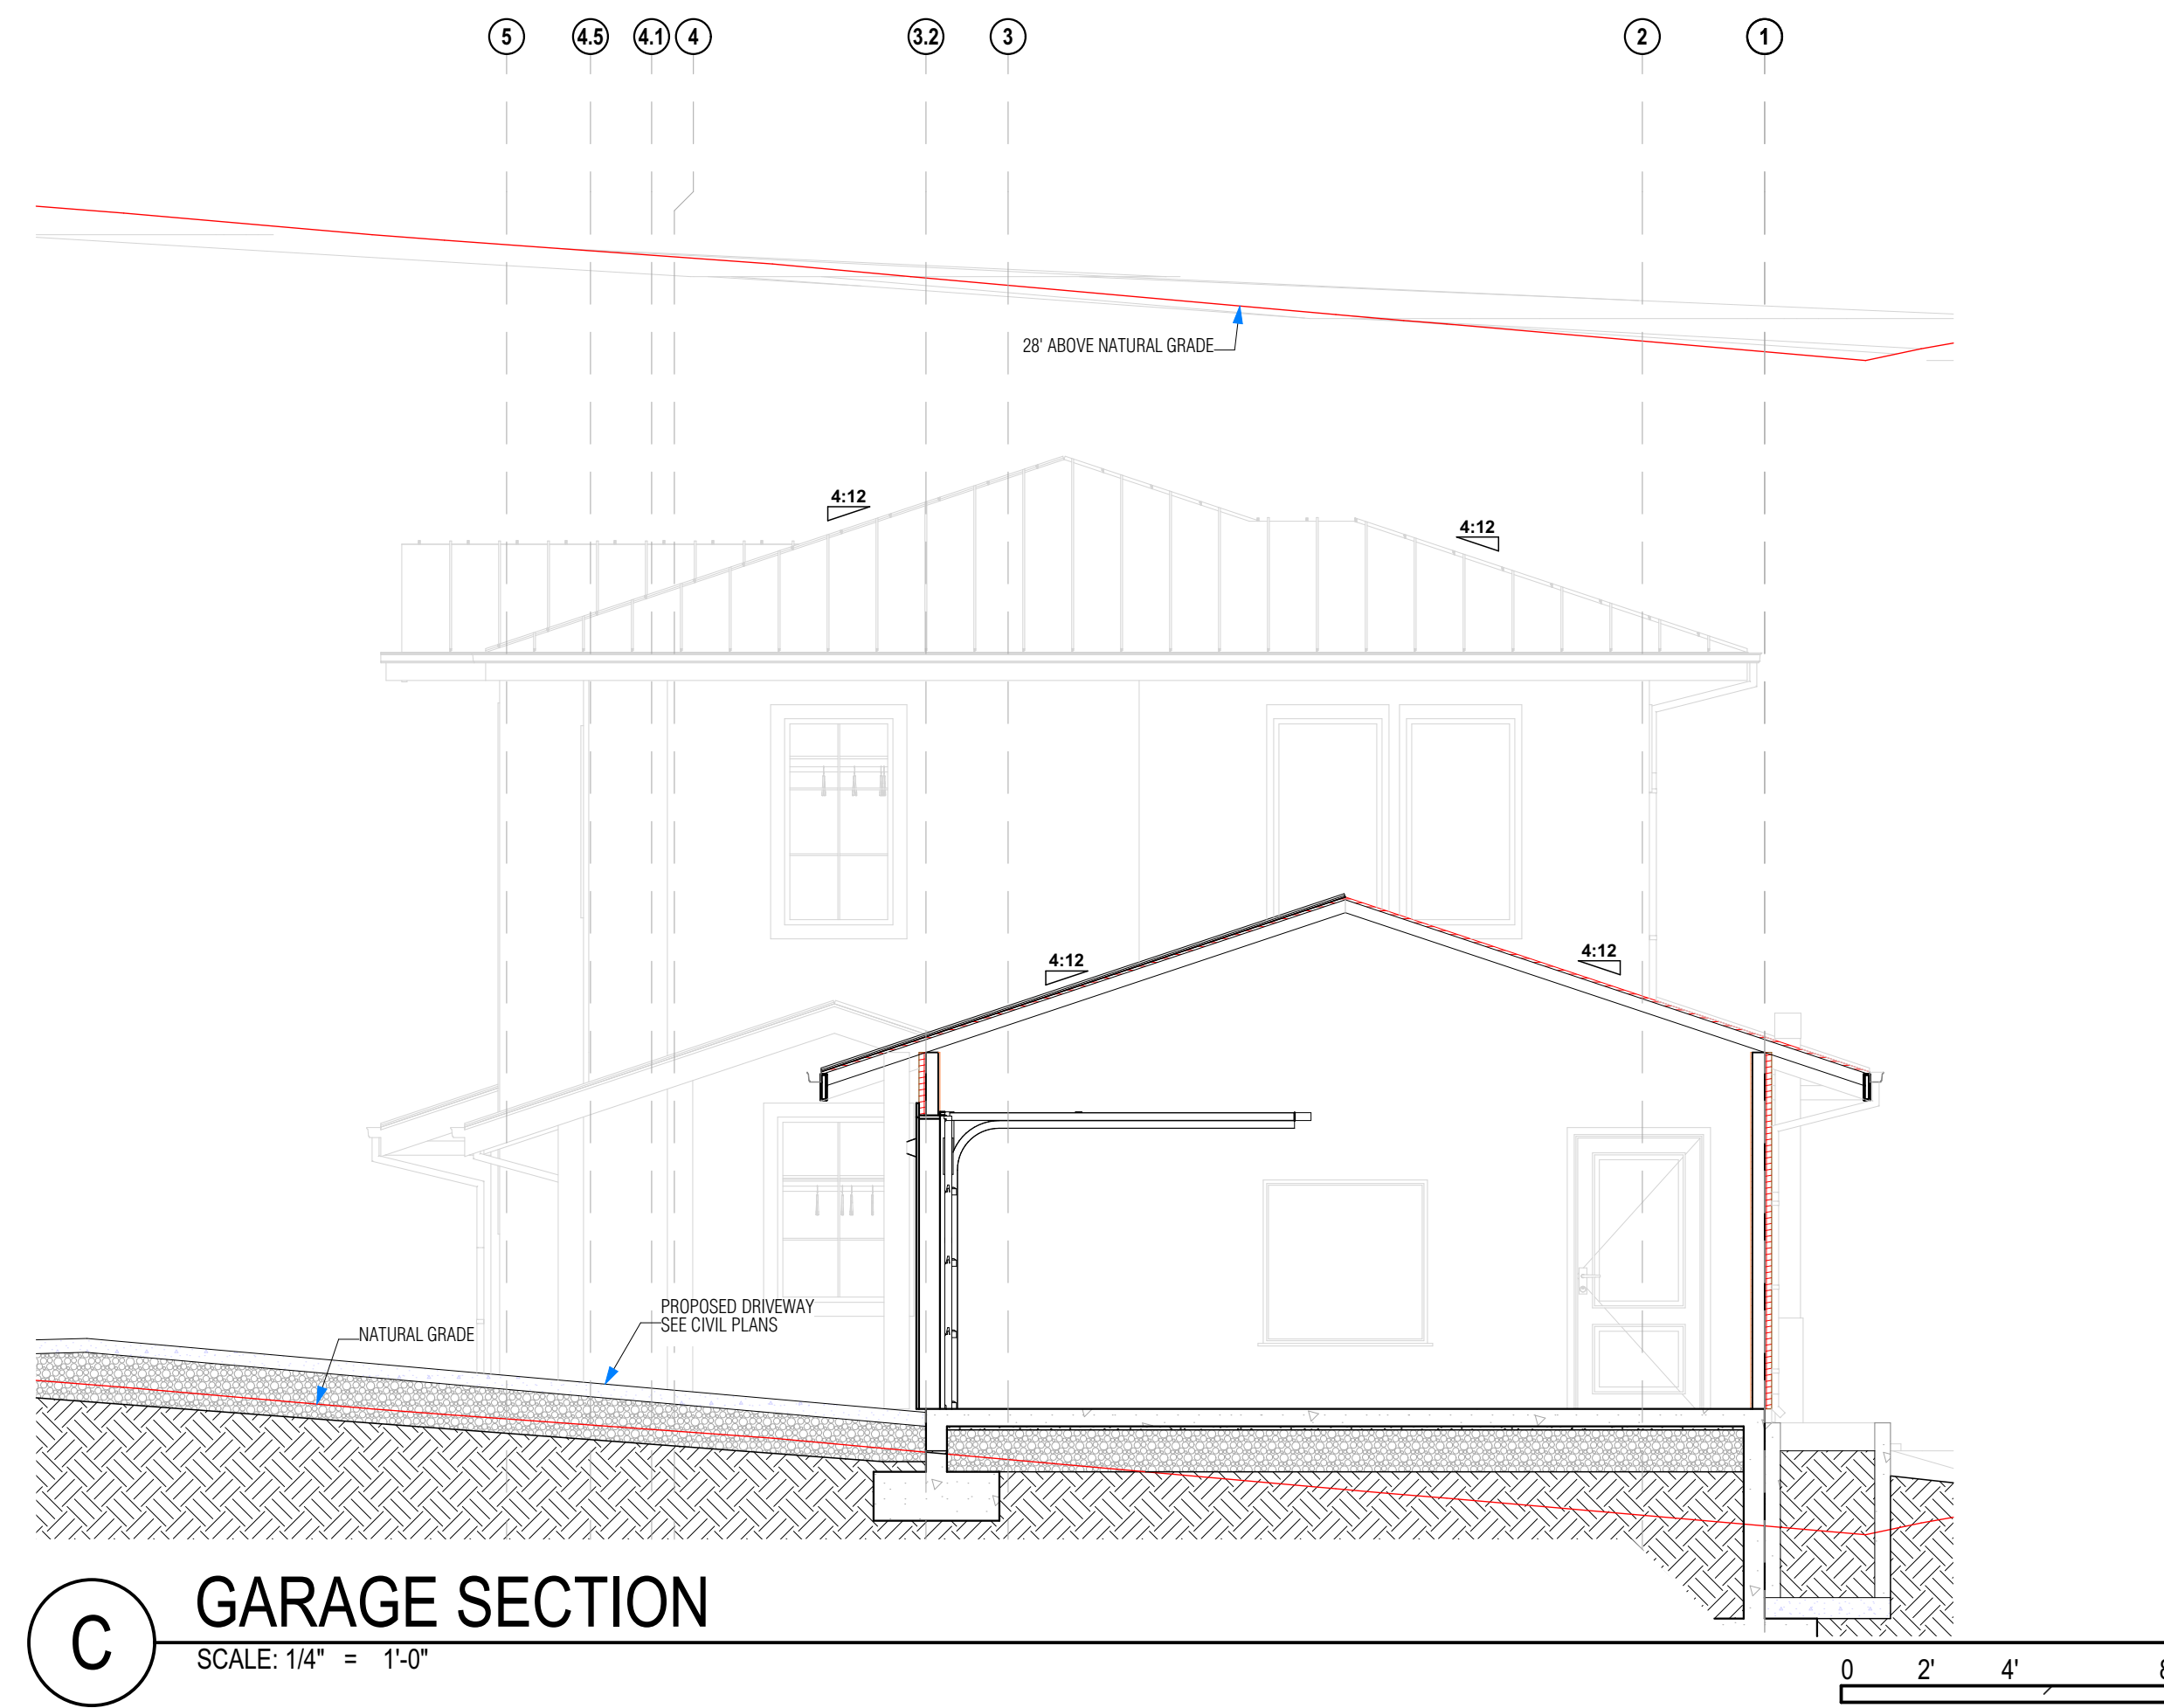 5 4.5 4.1 4 3.2 3 2 1
28' ABOVE NATURAL GRADE
4:12
4:12
4:12
4:12
PROPOSED DRIVEWAY
SEE CIVIL PLANS
NATURAL GRADE
C
GARAGE SECTION
SCALE: 1/4" = 1'-0"
0 2' 4'